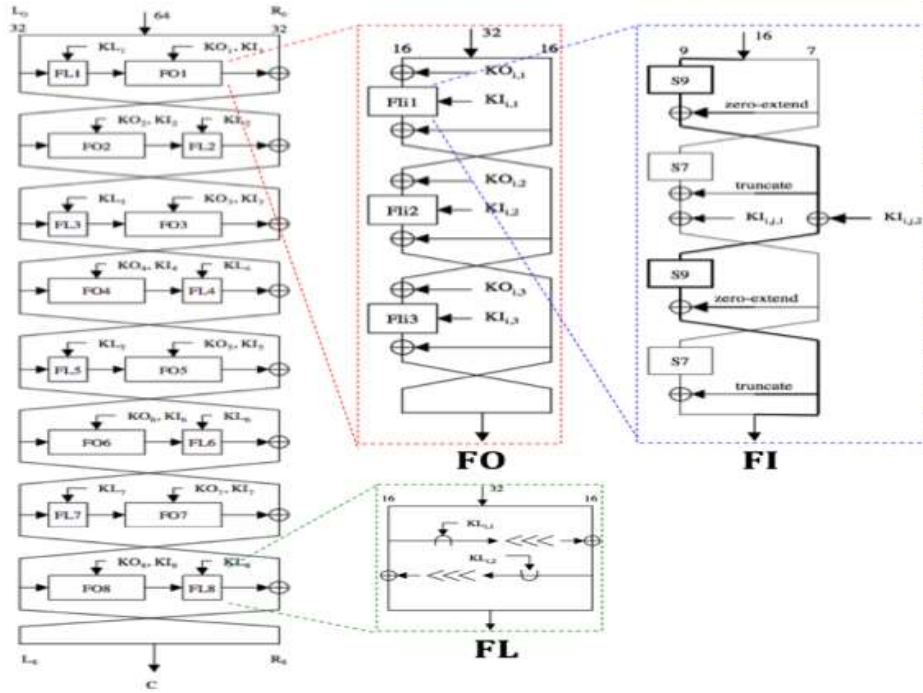 L₀
32
64
R₀
32
KL₁
KO₁, KI₁
FL1
FO1
KO₂, KI₂
KL₂
FO2
FL2
KL₃
KO₃, KI₃
FL3
FO3
KO₄, KI₄
KL₄
FO4
FL4
KL₅
KO₅, KI₅
FL5
FO5
KO₆, KI₆
KL₆
FO6
FL6
KL₇
KO₇, KI₇
FL7
FO7
KO₈, KI₈
KL₈
FO8
FL8
L₈
R₈
C
32
16
16
KOᵢ,₁
FIi1
KIᵢ,₁
KOᵢ,₂
FIi2
KIᵢ,₂
KOᵢ,₃
FIi3
KIᵢ,₃
FO
16
9
7
S9
zero-extend
S7
truncate
KIᵢ,ⱼ,₁
KIᵢ,ⱼ,₂
S9
zero-extend
S7
truncate
FI
32
16
16
KLᵢ,₁
KLᵢ,₂
FL